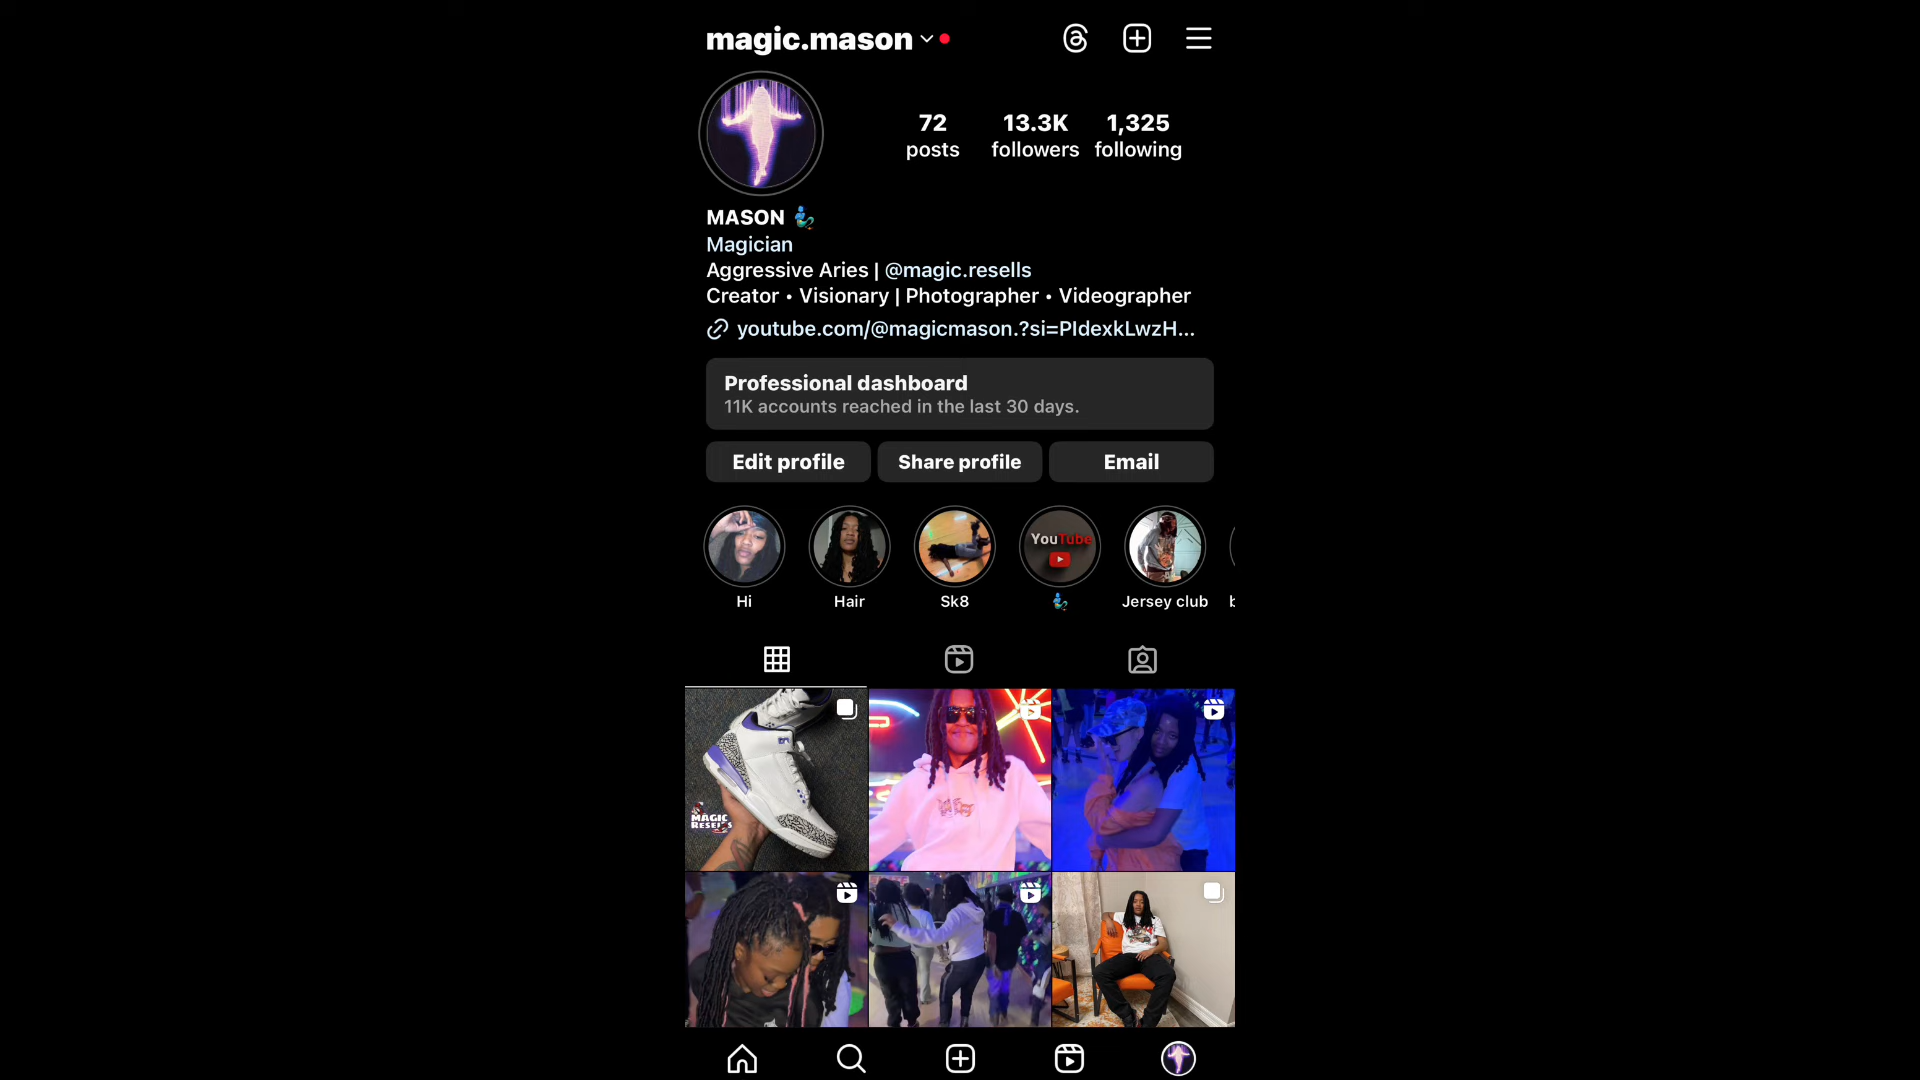 magic.mason
72
posts
13.3K
followers
1,325
following
MASON 🧞‍♂️
Magician
Aggressive Aries | @magic.resells
Creator • Visionary | Photographer • Videographer
youtube.com/@magicmason.?si=PIdexkLwzH...
Professional dashboard
11K accounts reached in the last 30 days.
Edit profile
Share profile
Email
YouTube
Hi
Hair
Sk8
🧞‍♂️
Jersey club
MAGIC
RESELLS